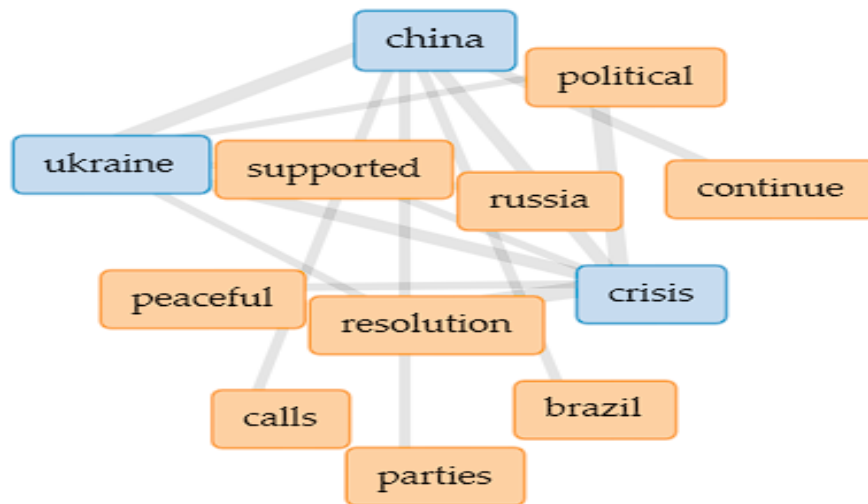 china
political
ukraine
supported
russia
continue
peaceful
resolution
crisis
calls
brazil
parties